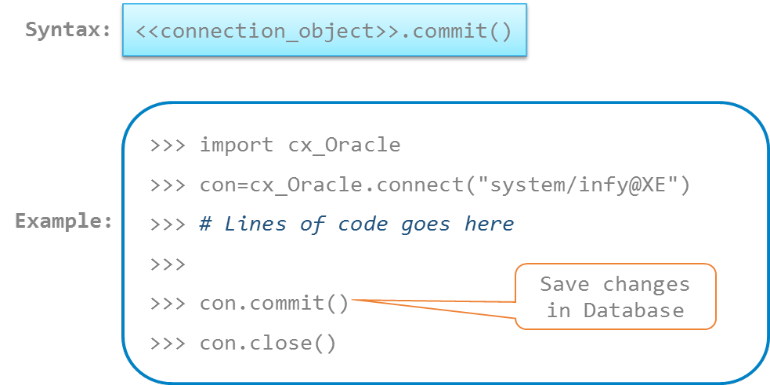 Syntax: <<connection_object>>.commit()
>>> import cx_Oracle
>>> con=cx_Oracle.connect("system/infy@XE")
Example:
>>> # Lines of code goes here
>>>
>>> con.commit()
Save changes
in Database
>>> con.close()